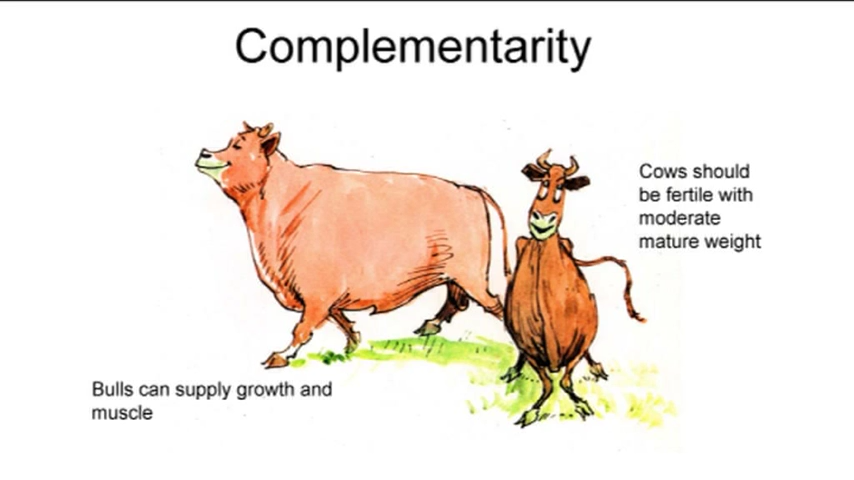 Complementarity
Cows should
be fertile with
moderate
mature weight
Bulls can supply growth and
muscle